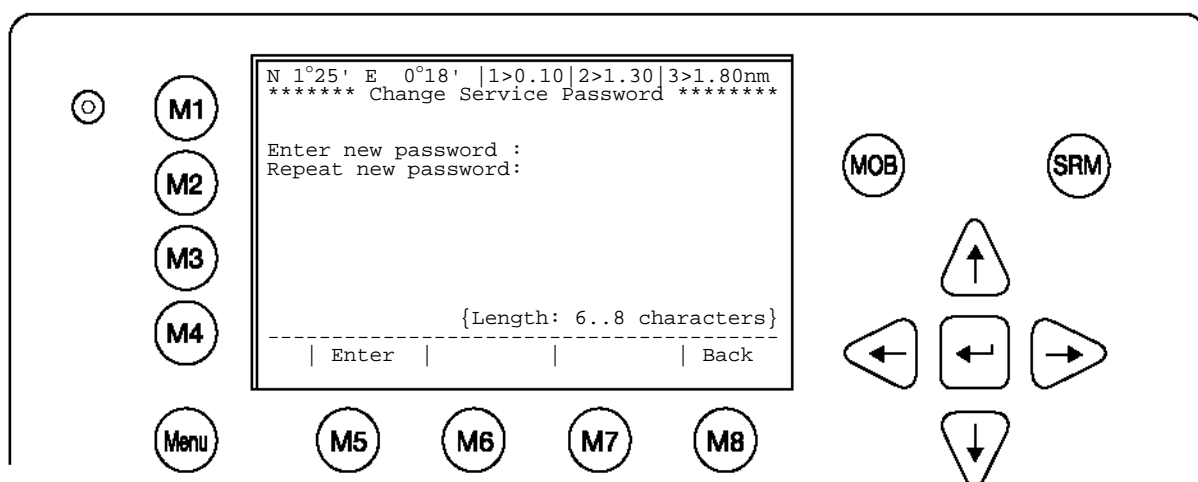 N 1°25' E 0°18' |1>0.10|2>1.30|3>1.80nm
******* Change Service Password ********
Enter new password :
Repeat new password:
{Length: 6..8 characters}
----------------------------------------
| Enter | | | Back
M1
M2
M3
M4
Menu
M5
M6
M7
M8
MOB
SRM